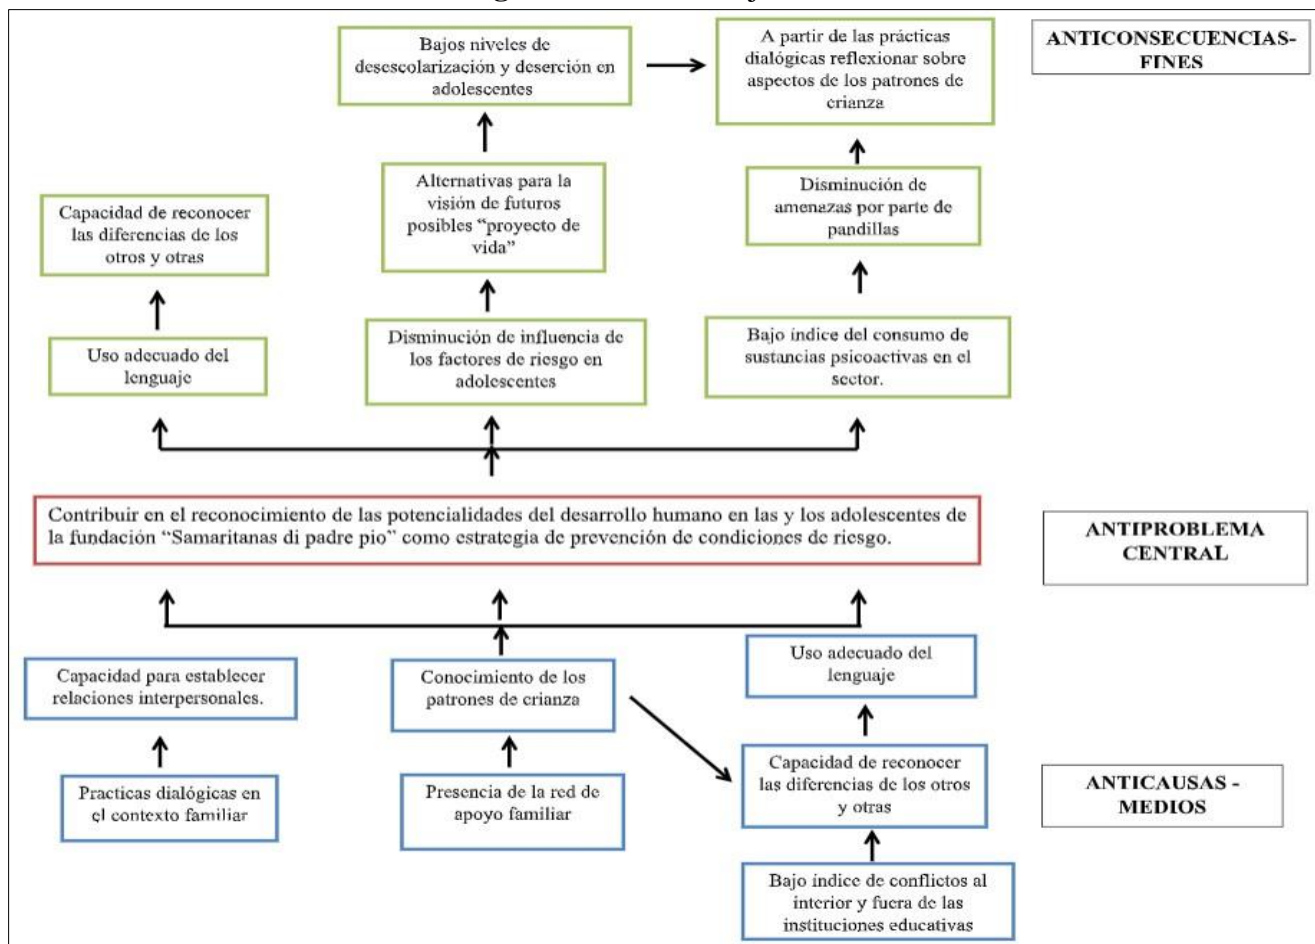 Bajos niveles de
desescolarización y deserción en
adolescentes
A partir de las prácticas
dialógicas reflexionar sobre
aspectos de los patrones de
crianza
ANTICONSECUENCIAS-
FINES
Capacidad de reconocer
las diferencias de los
otros y otras
Alternativas para la
visión de futuros
posibles “proyecto de
vida”
Disminución de
amenazas por parte de
pandillas
Uso adecuado del
lenguaje
Disminución de influencia de
los factores de riesgo en
adolescentes
Bajo índice del consumo de
sustancias psicoactivas en el
sector.
Contribuir en el reconocimiento de las potencialidades del desarrollo humano en las y los adolescentes de
la fundación “Samaritanas di padre pio” como estrategia de prevención de condiciones de riesgo.
ANTIPROBLEMA
CENTRAL
Capacidad para establecer
relaciones interpersonales.
Conocimiento de los
patrones de crianza
Uso adecuado del
lenguaje
Practicas dialógicas en
el contexto familiar
Presencia de la red de
apoyo familiar
Capacidad de reconocer
las diferencias de los otros
y otras
ANTICAUSAS -
MEDIOS
Bajo índice de conflictos al
interior y fuera de las
instituciones educativas